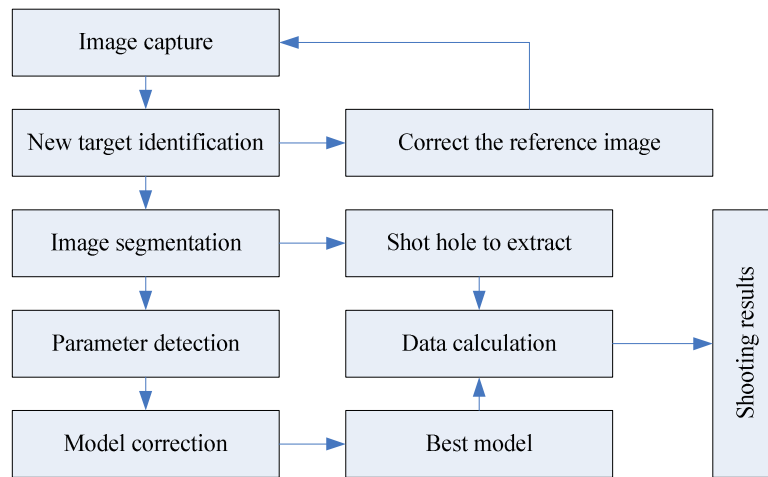 Image capture
New target identification
Correct the reference image
Image segmentation
Shot hole to extract
Parameter detection
Data calculation
Shooting results
Model correction
Best model